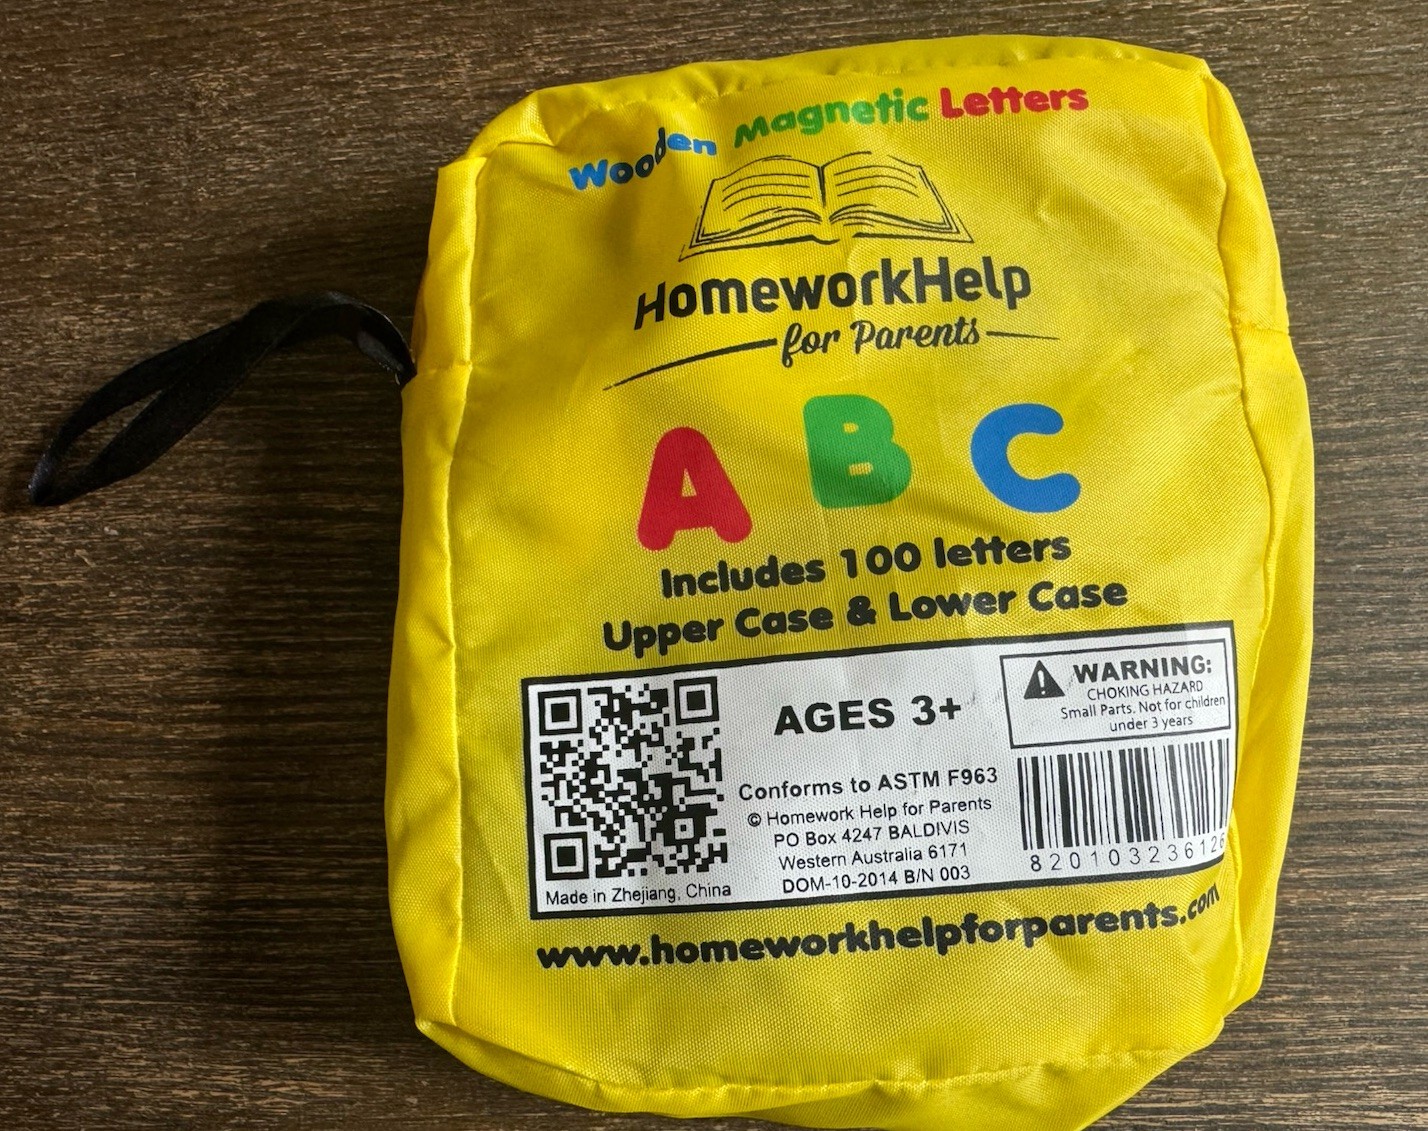 Wooden Magnetic Letters
HomeworkHelp
for Parents
A B C
Includes 100 letters
Upper Case & Lower Case
AGES 3+
WARNING:
CHOKING HAZARD
Small Parts. Not for children
under 3 years
Conforms to ASTM F963
© Homework Help for Parents
PO Box 4247 BALDIVIS
Western Australia 6171
DOM-10-2014 B/N 003
Made in Zhejiang, China
820103236126
www.homeworkhelpforparents.com